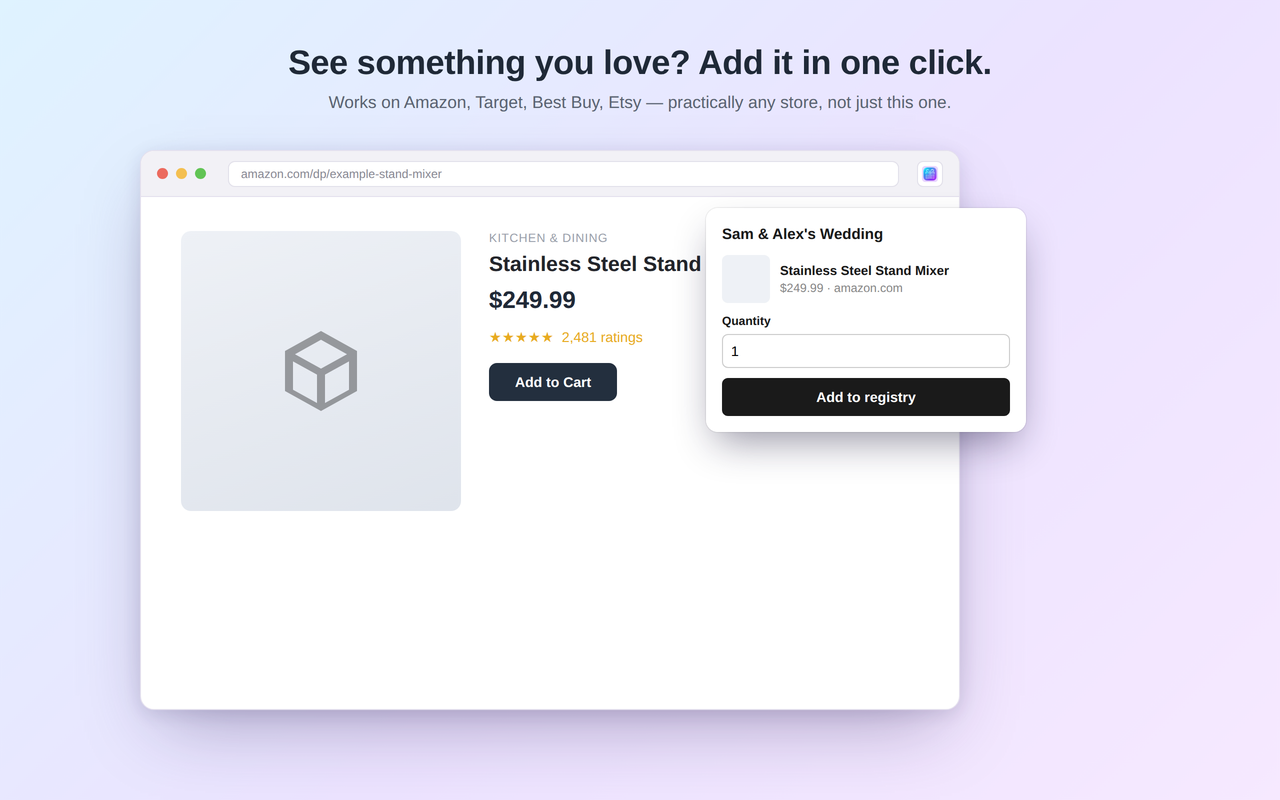 See something you love? Add it in one click.
Works on Amazon, Target, Best Buy, Etsy — practically any store, not just this one.
amazon.com/dp/example-stand-mixer
KITCHEN & DINING
Stainless Steel Stand
$249.99
★★★★★ 2,481 ratings
Add to Cart
Sam & Alex's Wedding
Stainless Steel Stand Mixer
$249.99 · amazon.com
Quantity
1
Add to registry